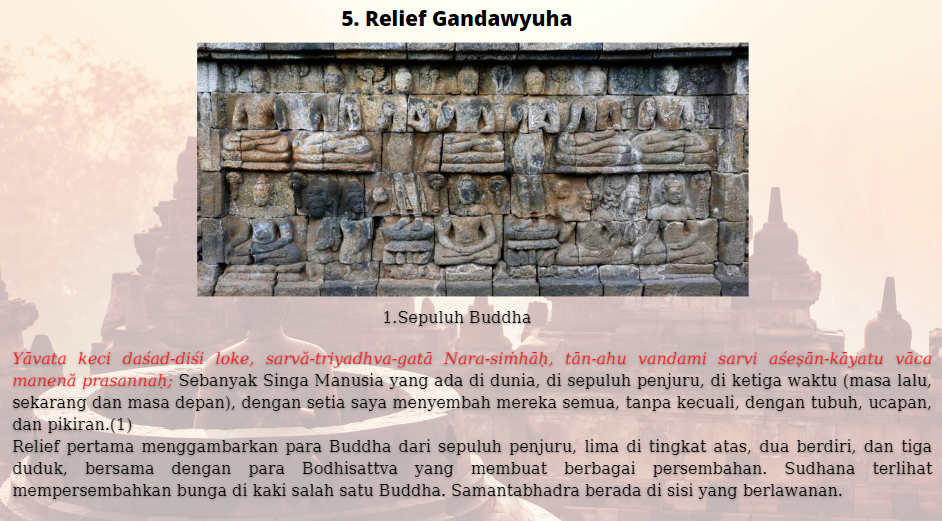 5. Relief Gandawyuha
1.Sepuluh Buddha
Yāvata keci daśad-diśi loke, sarvă-triyadhva-gatā Nara-siṁhāḥ, tān-ahu vandami sarvi aśeṣān-kāyatu vāca
manenă prasannaḥ; Sebanyak Singa Manusia yang ada di dunia, di sepuluh penjuru, di ketiga waktu (masa lalu,
sekarang dan masa depan), dengan setia saya menyembah mereka semua, tanpa kecuali, dengan tubuh, ucapan,
dan pikiran.(1)
Relief pertama menggambarkan para Buddha dari sepuluh penjuru, lima di tingkat atas, dua berdiri, dan tiga
duduk, bersama dengan para Bodhisattva yang membuat berbagai persembahan. Sudhana terlihat
mempersembahkan bunga di kaki salah satu Buddha. Samantabhadra berada di sisi yang berlawanan.